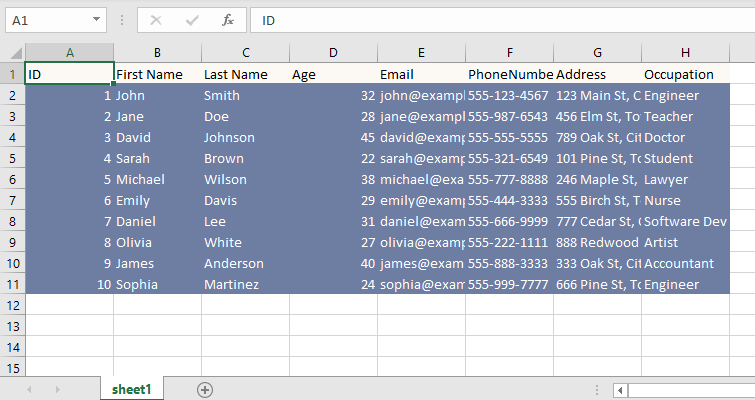 A1 fx ID
A B C D E F G H
1 ID First Name Last Name Age Email PhoneNumbe Address Occupation
2 1 John Smith 32 john@exampl 555-123-4567 123 Main St, C Engineer
3 2 Jane Doe 28 jane@exampl 555-987-6543 456 Elm St, To Teacher
4 3 David Johnson 45 david@examp 555-555-5555 789 Oak St, Cit Doctor
5 4 Sarah Brown 22 sarah@examp 555-321-6549 101 Pine St, To Student
6 5 Michael Wilson 38 michael@exa 555-777-8888 246 Maple St, Lawyer
7 6 Emily Davis 29 emily@examp 555-444-3333 555 Birch St, T Nurse
8 7 Daniel Lee 31 daniel@exam 555-666-9999 777 Cedar St, C Software Dev
9 8 Olivia White 27 olivia@examp 555-222-1111 888 Redwood Artist
10 9 James Anderson 40 james@exam 555-888-3333 333 Oak St, Cit Accountant
11 10 Sophia Martinez 24 sophia@exam 555-999-7777 666 Pine St, To Engineer
12
13
14
15
sheet1